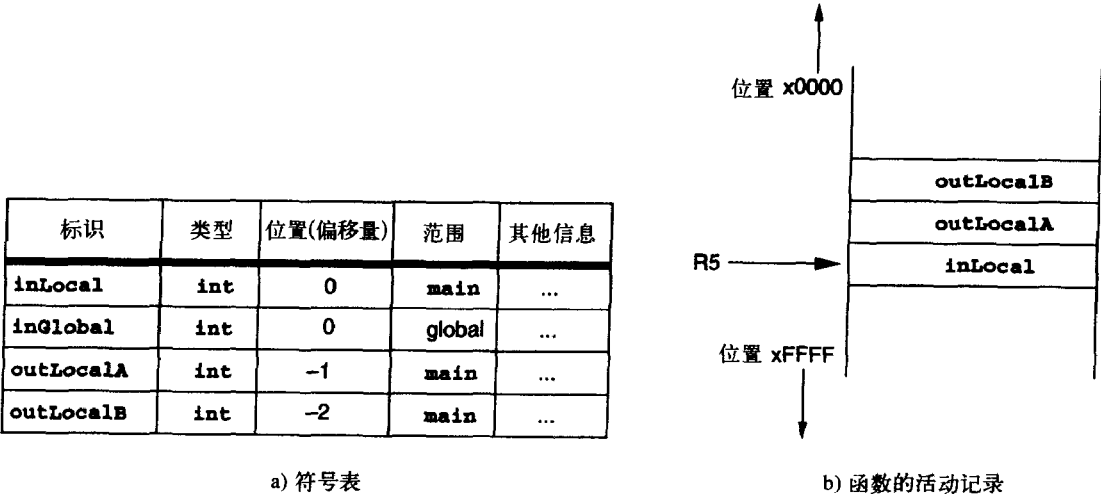 标识 类型 位置(偏移量) 范围 其他信息
inLocal int 0 main ...
inGlobal int 0 global ...
outLocalA int -1 main ...
outLocalB int -2 main ...
a) 符号表
位置 x0000
outLocalB
outLocalA
R5 inLocal
位置 xFFFF
b) 函数的活动记录